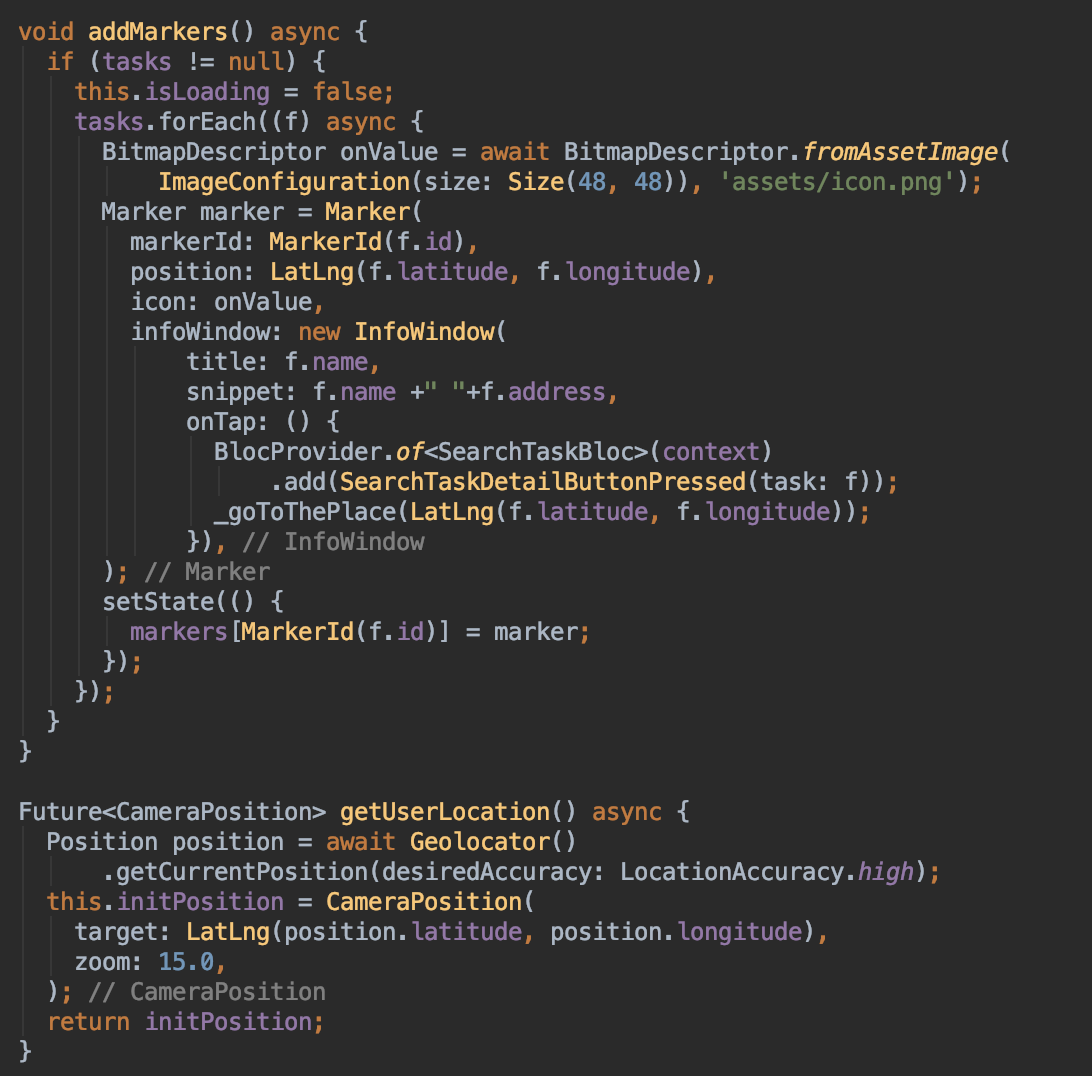 void addMarkers() async {
  if (tasks != null) {
    this.isLoading = false;
    tasks.forEach((f) async {
      BitmapDescriptor onValue = await BitmapDescriptor.fromAssetImage(
          ImageConfiguration(size: Size(48, 48)), 'assets/icon.png');
      Marker marker = Marker(
        markerId: MarkerId(f.id),
        position: LatLng(f.latitude, f.longitude),
        icon: onValue,
        infoWindow: new InfoWindow(
            title: f.name,
            snippet: f.name +" "+f.address,
            onTap: () {
              BlocProvider.of<SearchTaskBloc>(context)
                  .add(SearchTaskDetailButtonPressed(task: f));
              _goToThePlace(LatLng(f.latitude, f.longitude));
            }), // InfoWindow
      ); // Marker
      setState(() {
        markers[MarkerId(f.id)] = marker;
      });
    });
  }
}

Future<CameraPosition> getUserLocation() async {
  Position position = await Geolocator()
      .getCurrentPosition(desiredAccuracy: LocationAccuracy.high);
  this.initPosition = CameraPosition(
    target: LatLng(position.latitude, position.longitude),
    zoom: 15.0,
  ); // CameraPosition
  return initPosition;
}